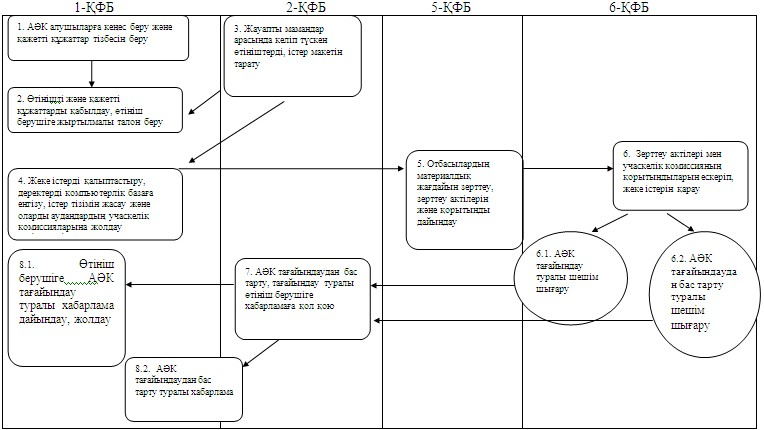 1-ҚФБ 2-ҚФБ 5-ҚФБ 6-ҚФБ
1. АӘК алушыларға кеңес беру және
қажетті құжаттар тізбесін беру
3. Жауапты мамандар
арасында келіп түскен
өтініштерді, істер макетін
тарату
2. Өтінішті және қажетті
құжаттарды қабылдау, өтініш
берушіге жыртылмалы талон беру
4. Жеке істерді қалыптастыру,
деректерді компьютерлік базаға
енгізу, істер тізімін жасау және
оларды аудандардың учаскелік
комиссияларына жолдау
5. Отбасылардың
материалдық
жағдайын зерттеу,
зерттеу актілерін
және қорытынды
дайындау
6. Зерттеу актілері мен
учаскелік комиссияның
қорытындыларын ескеріп,
жеке істерін қарау
6.1. АӘК
тағайындау
туралы шешім
шығару
6.2. АӘК
тағайындауда
н бас тарту
туралы
шешім
шығару
7. АӘК тағайындаудан бас
тарту, тағайындау туралы
өтініш берушіге
хабарламаға қол қою
8.1. Өтініш
берушіге АӘК
тағайындау
туралы хабарлама
дайындау, жолдау
8.2. АӘК
тағайындаудан бас
тарту туралы хабарлама